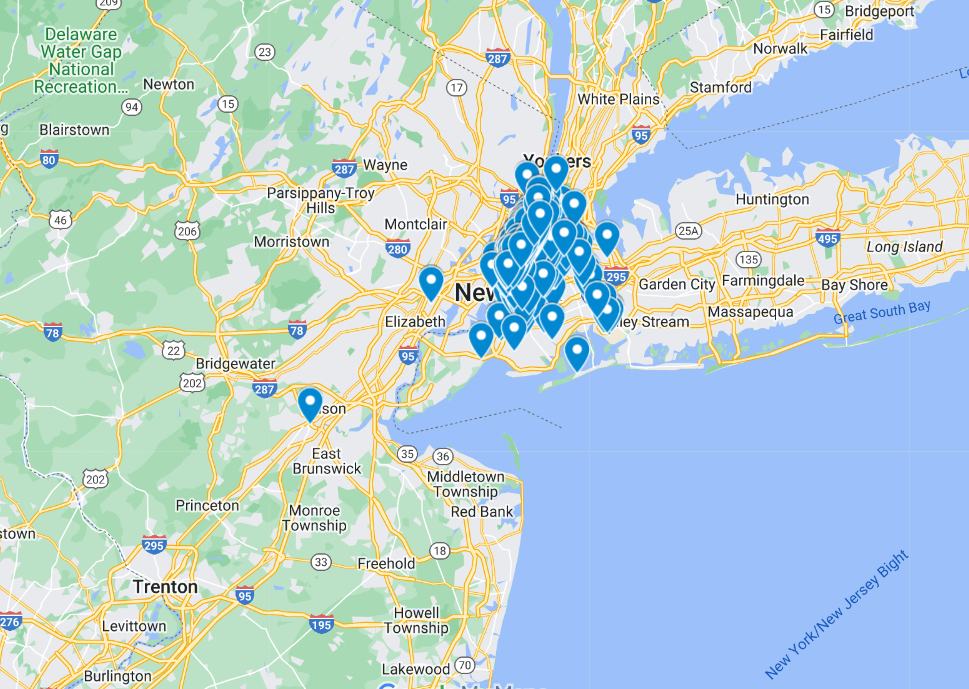 209
15
Bridgeport
Fairfield
Delaware
Water Gap
National
Recreation...
23
287
Norwalk
Newton
17
Stamford
94
15
White Plains
Blairstown
95
80
287
Wayne
Yonkers
Parsippany-Troy
Hills
95
Huntington
46
206
Montclair
25A
Morristown
280
495
Long Island
135
295
Garden City
Farmingdale
Bay Shore
New
Massapequa
Great South Bay
Elizabeth
ley Stream
78
78
22
95
Bridgewater
202
287
son
35
36
East
Brunswick
202
Middletown
Township
Princeton
Monroe
Township
Red Bank
stown
295
18
33
Freehold
Trenton
95
New York/New Jersey Bight
276
Levittown
195
Howell
Township
Lakewood
70
Burlington